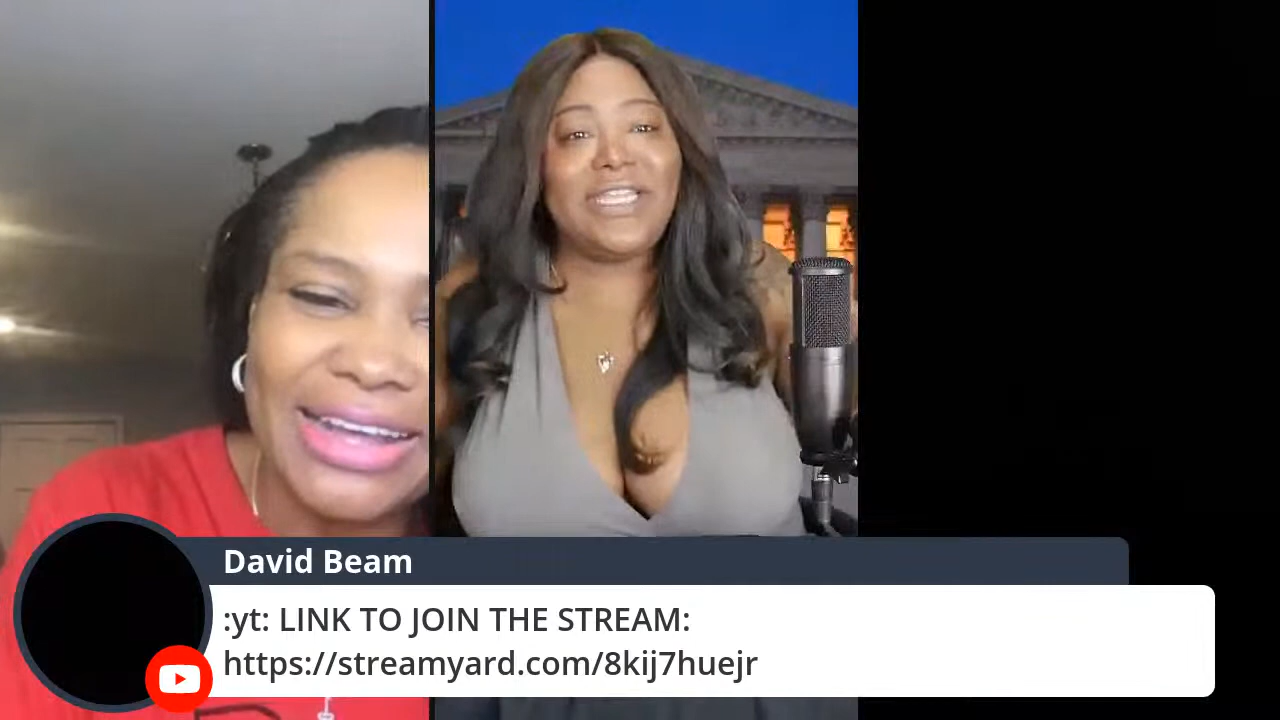 David Beam
:yt: LINK TO JOIN THE STREAM:
https://streamyard.com/8kij7huejr